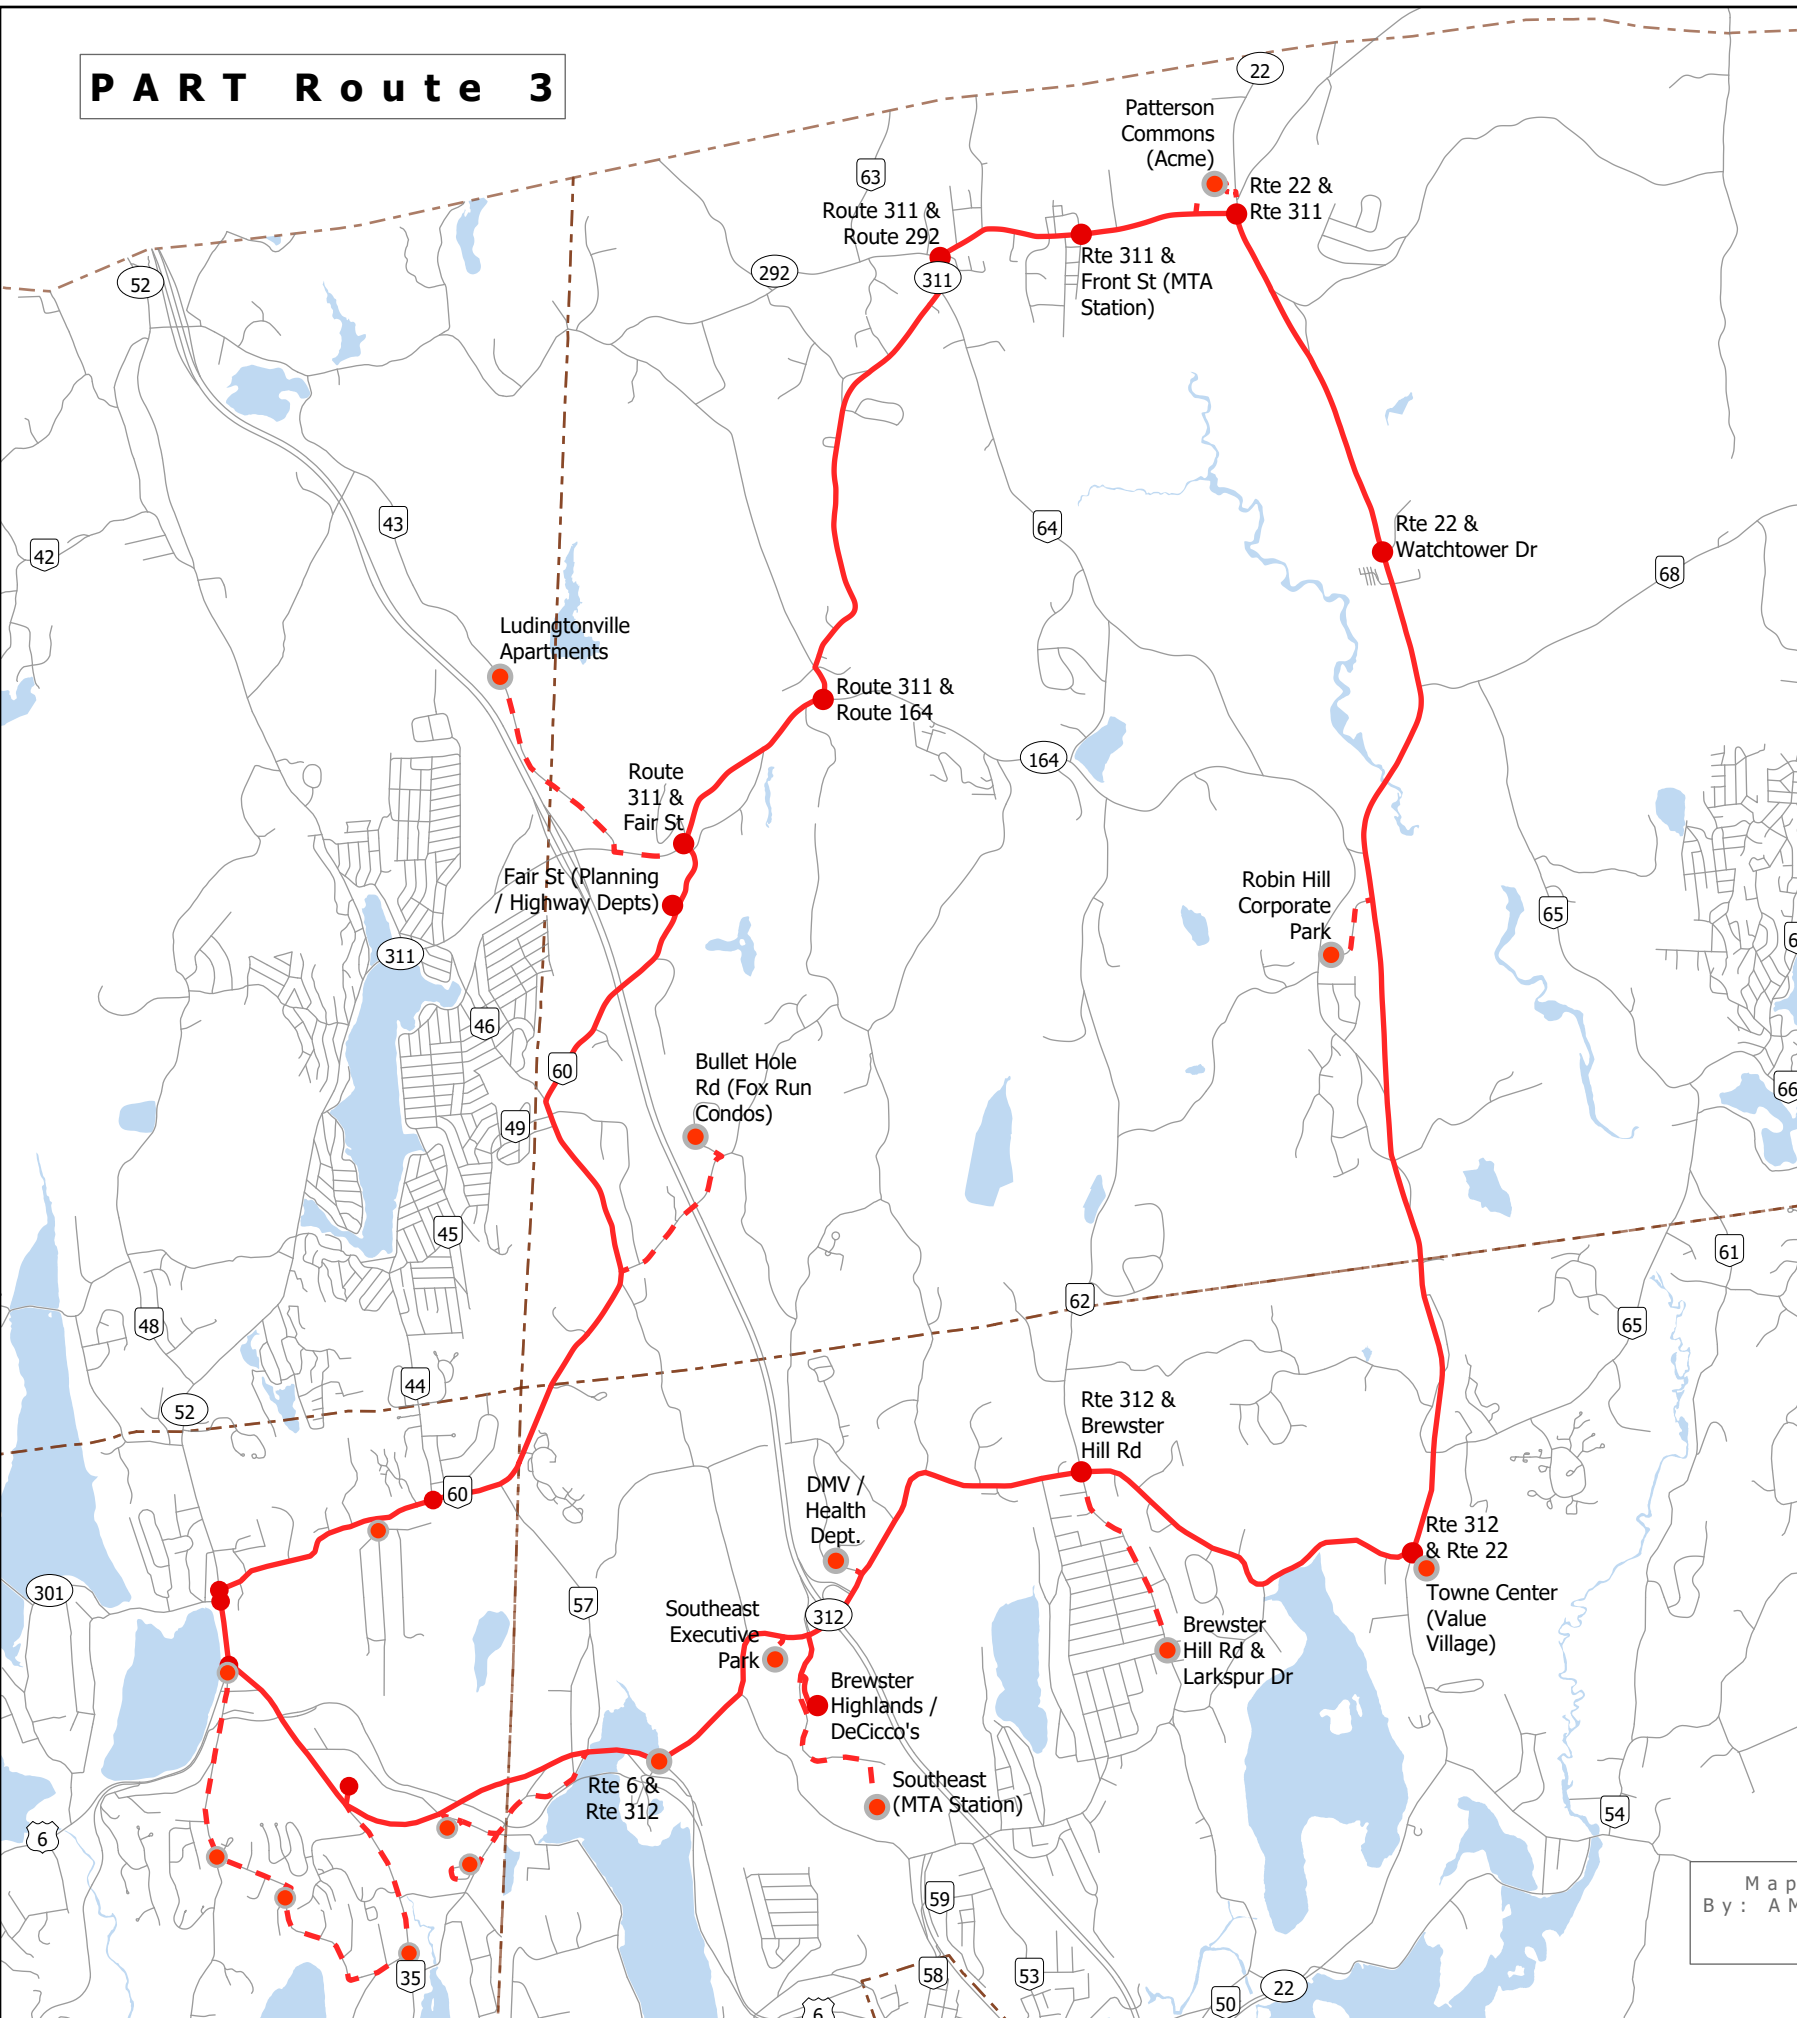 PART Route 3
22
Patterson
Commons
(Acme)
63
Rte 22 &
Rte 311
Route 311 &
Route 292
52
292
311
Rte 311 &
Front St (MTA
Station)
43
64
42
Rte 22 &
Watchtower Dr
68
Ludingtonville
Apartments
Route 311 &
Route 164
164
Route
311 &
Fair St
Fair St (Planning
/ Highway Depts)
Robin Hill
Corporate
Park
65
311
46
60
Bullet Hole
Rd (Fox Run
Condos)
66
49
45
61
62
48
65
44
52
Rte 312 &
Brewster
Hill Rd
60
DMV /
Health
Dept.
Rte 312
& Rte 22
301
57
312
Towne Center
(Value
Village)
Southeast
Executive
Park
Brewster
Hill Rd &
Larkspur Dr
Brewster
Highlands /
DeCicco's
Rte 6 &
Rte 312
Southeast
(MTA Station)
54
6
Map
By: AM
59
35
58
53
22
50
6